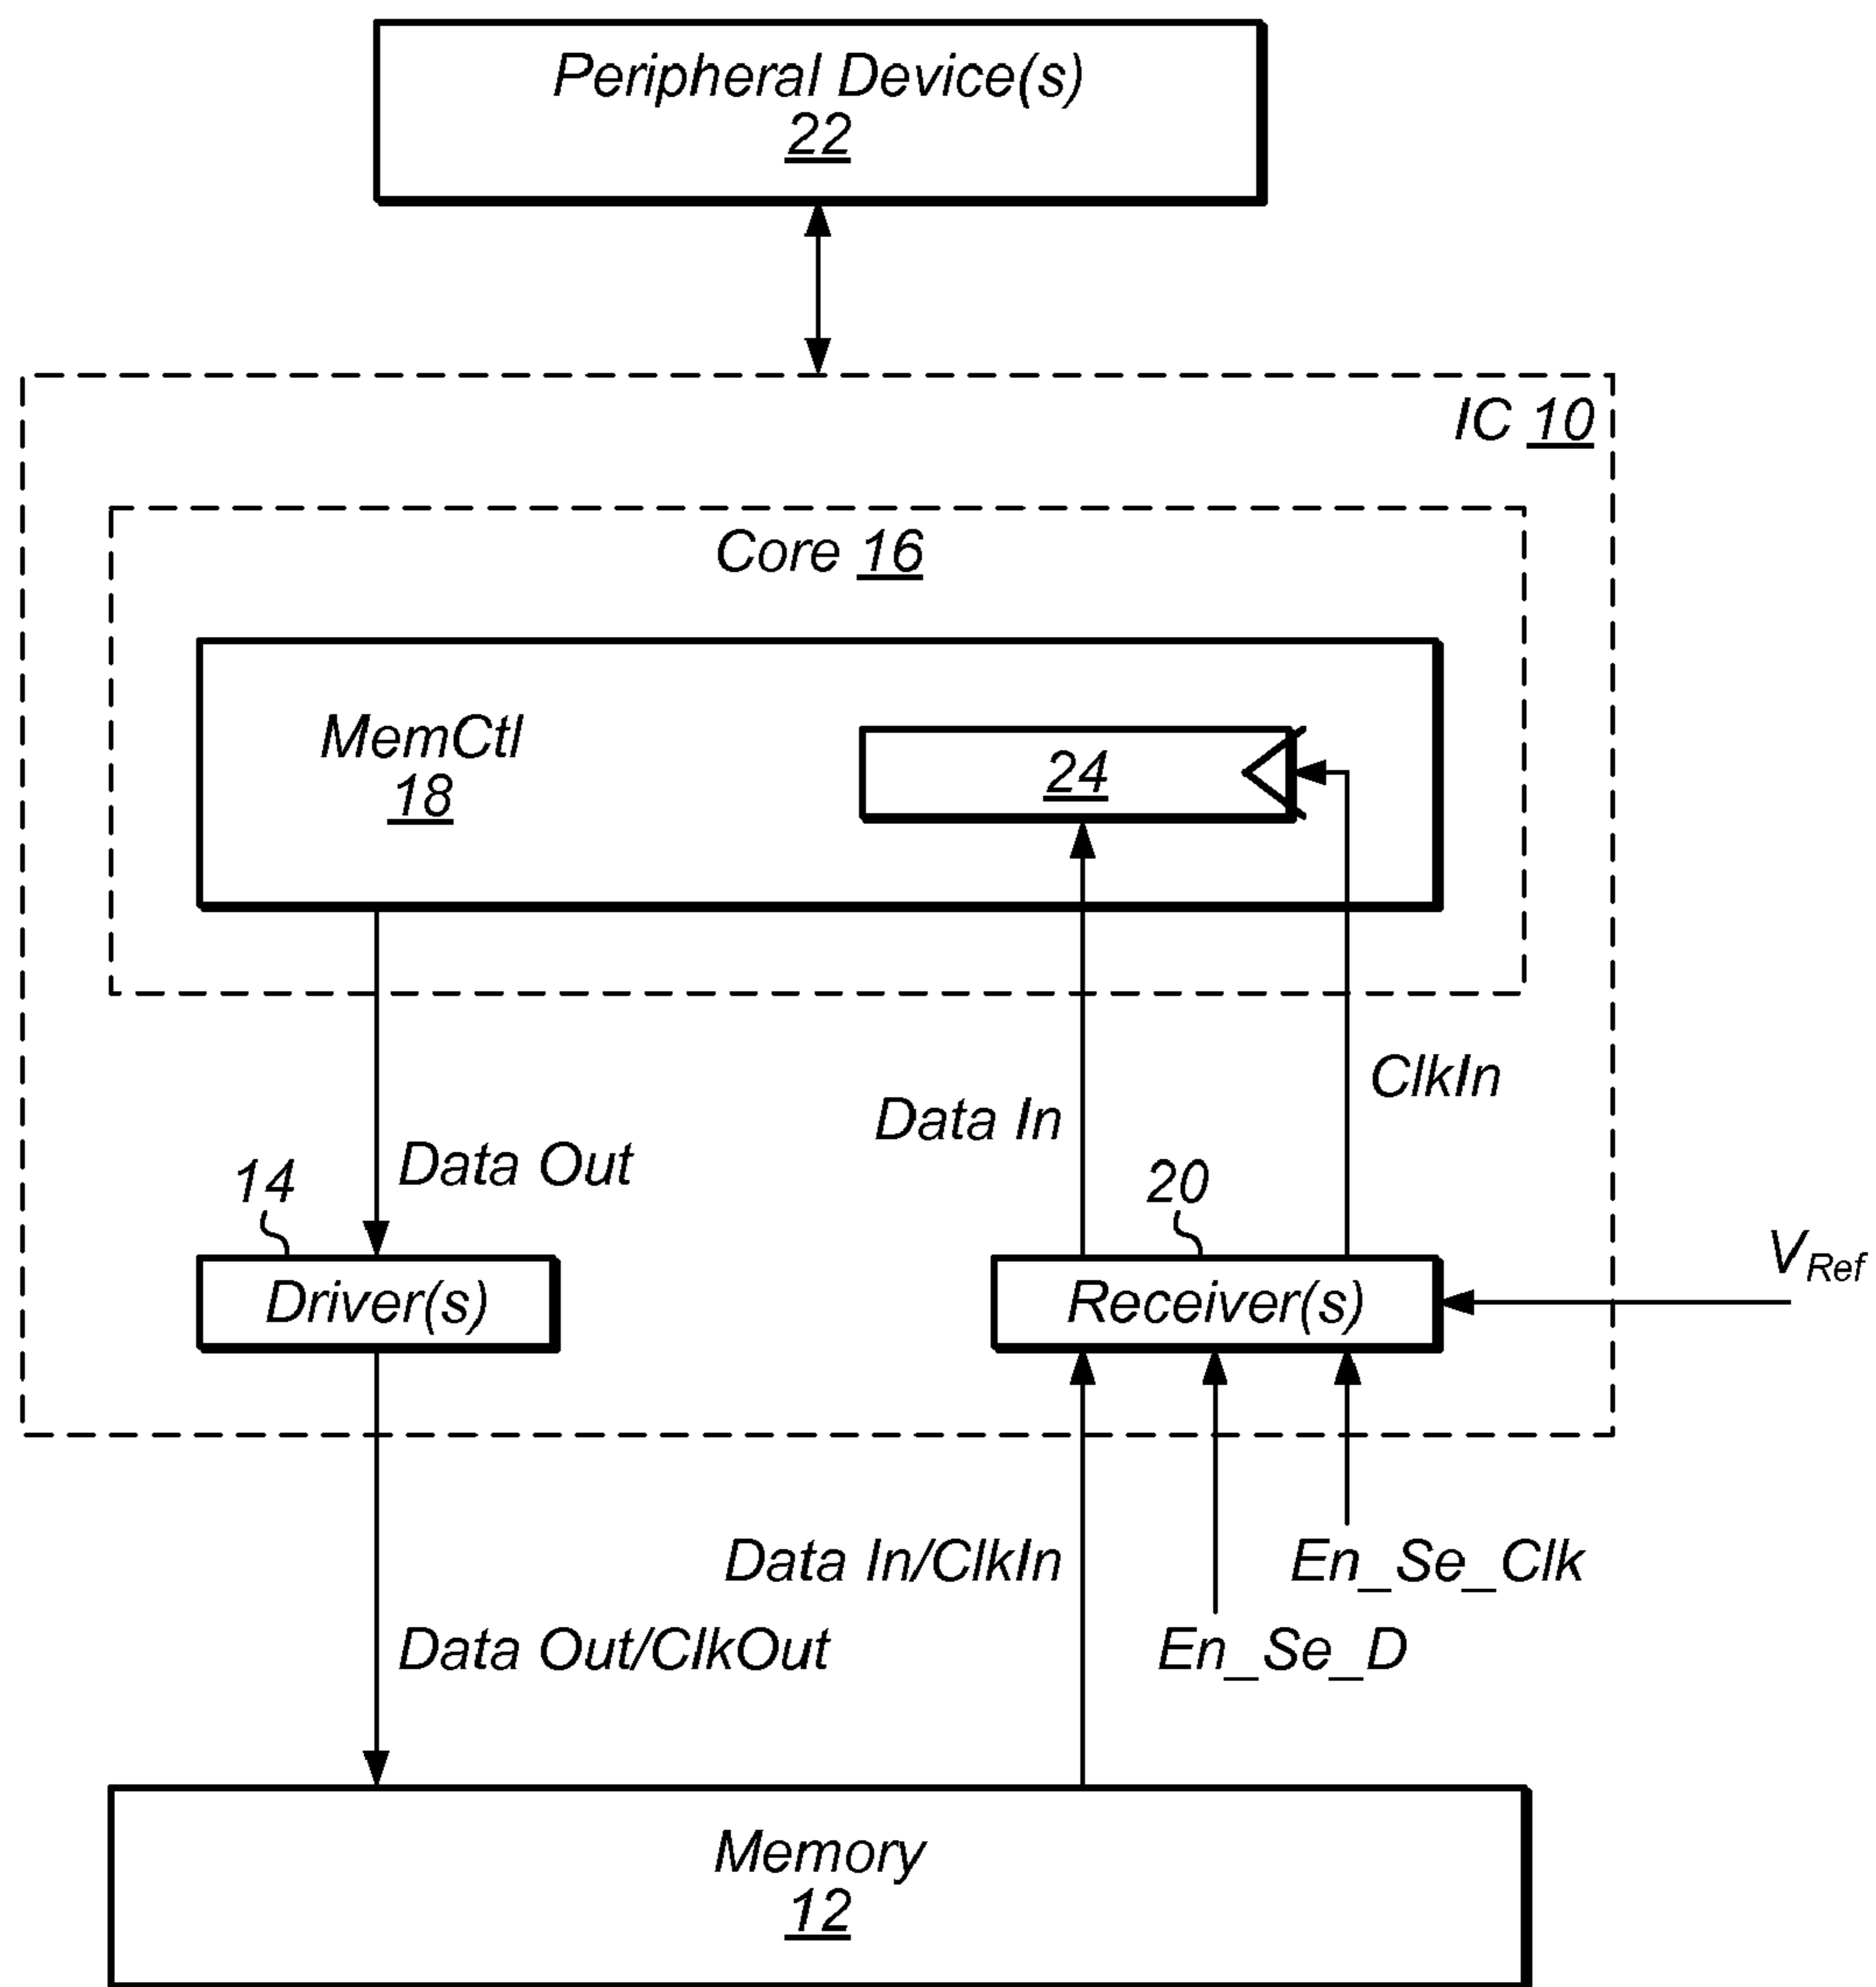 Peripheral Device(s)
22
IC 10
Core 16
MemCtl
18
24
ClkIn
Data In
Data Out
14
20
Driver(s)
Receiver(s)
VRef
Data In/ClkIn
En_Se_Clk
Data Out/ClkOut
En_Se_D
Memory
12